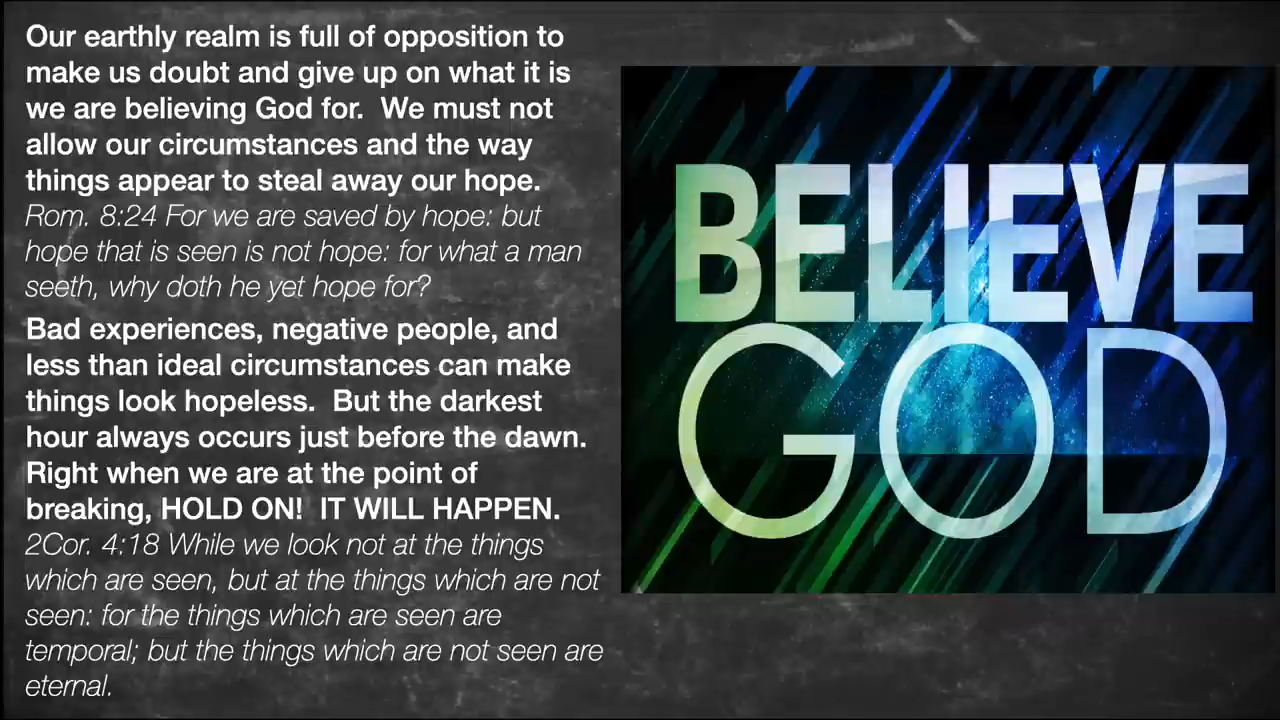 Our earthly realm is full of opposition to
make us doubt and give up on what it is
we are believing God for.  We must not
allow our circumstances and the way
things appear to steal away our hope.
Rom. 8:24 For we are saved by hope: but
hope that is seen is not hope: for what a man
seeth, why doth he yet hope for?
Bad experiences, negative people, and
less than ideal circumstances can make
things look hopeless.  But the darkest
hour always occurs just before the dawn.
Right when we are at the point of
breaking, HOLD ON!  IT WILL HAPPEN.
2Cor. 4:18 While we look not at the things
which are seen, but at the things which are not
seen: for the things which are seen are
temporal; but the things which are not seen are
eternal.
BELIEVE
GOD